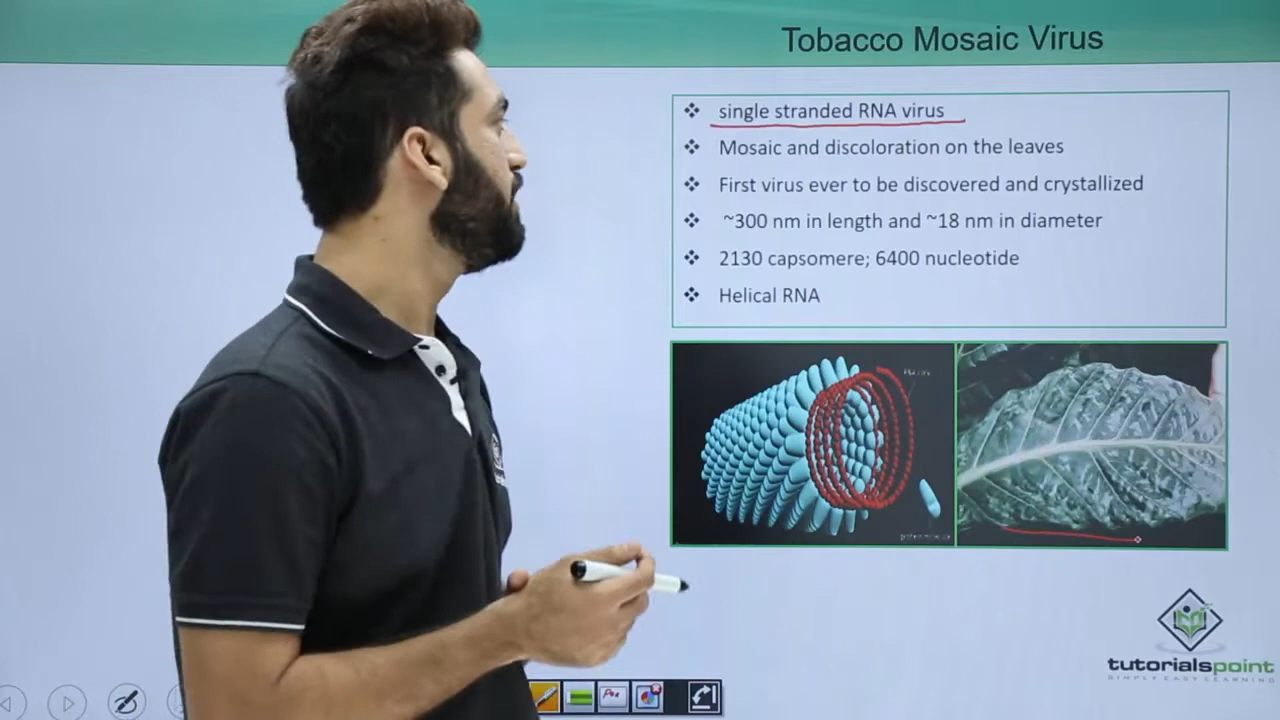 Tobacco Mosaic Virus
single stranded RNA virus
Mosaic and discoloration on the leaves
First virus ever to be discovered and crystallized
~300 nm in length and ~18 nm in diameter
2130 capsomere; 6400 nucleotide
Helical RNA
tutorialspoint
SIMPLY EASY LEARNING